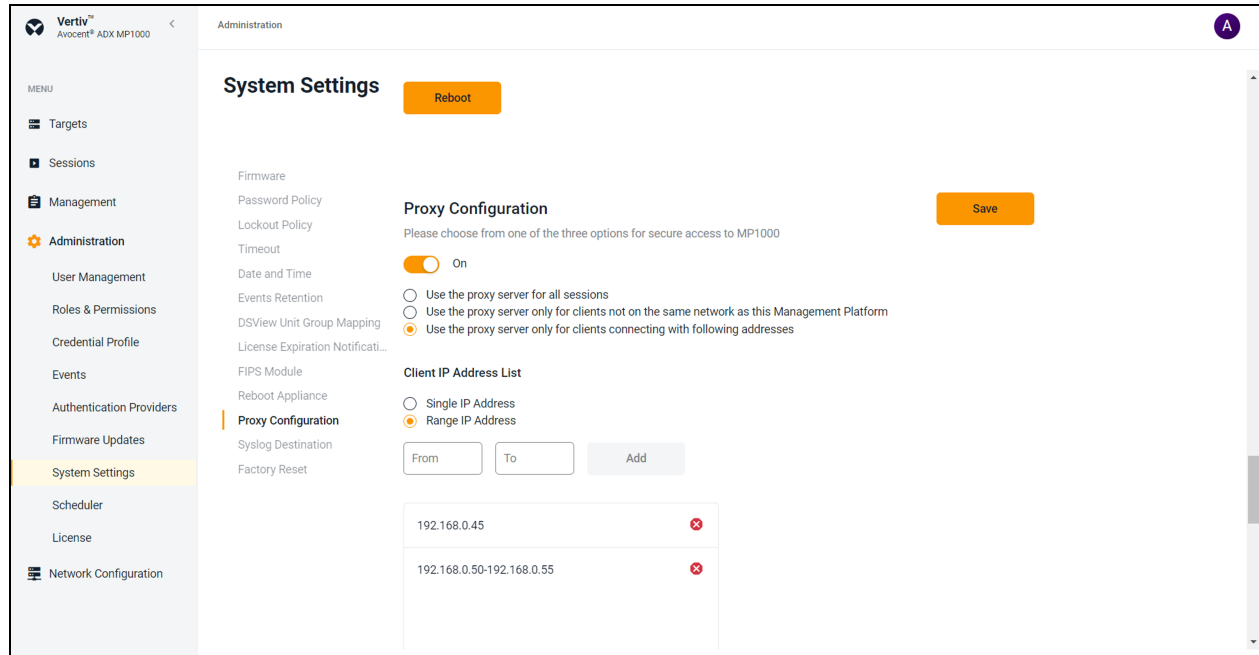 Vertiv™
Avocent® ADX MP1000
Administration
A
MENU
Targets
Sessions
Management
Administration
User Management
Roles & Permissions
Credential Profile
Events
Authentication Providers
Firmware Updates
System Settings
Scheduler
License
Network Configuration
System Settings
Reboot
Firmware
Password Policy
Lockout Policy
Timeout
Date and Time
Events Retention
DSView Unit Group Mapping
License Expiration Notificati...
FIPS Module
Reboot Appliance
Proxy Configuration
Syslog Destination
Factory Reset
Proxy Configuration
Save
Please choose from one of the three options for secure access to MP1000
On
Use the proxy server for all sessions
Use the proxy server only for clients not on the same network as this Management Platform
Use the proxy server only for clients connecting with following addresses
Client IP Address List
Single IP Address
Range IP Address
From
To
Add
192.168.0.45
192.168.0.50-192.168.0.55